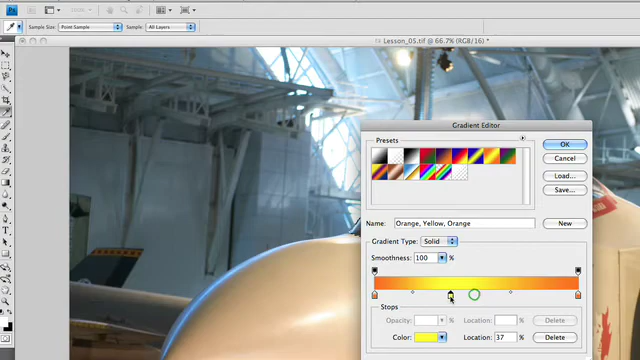 Ps
100%
Sample Size: Point Sample
Sample: All Layers
Lesson_05.tif @ 66.7% (RGB/16) *
Gradient Editor
Presets
OK
Cancel
Load...
Save...
Name: Orange, Yellow, Orange
New
Gradient Type: Solid
Smoothness: 100 %
Stops
Opacity: % Location: % Delete
Color: Location: 37 % Delete